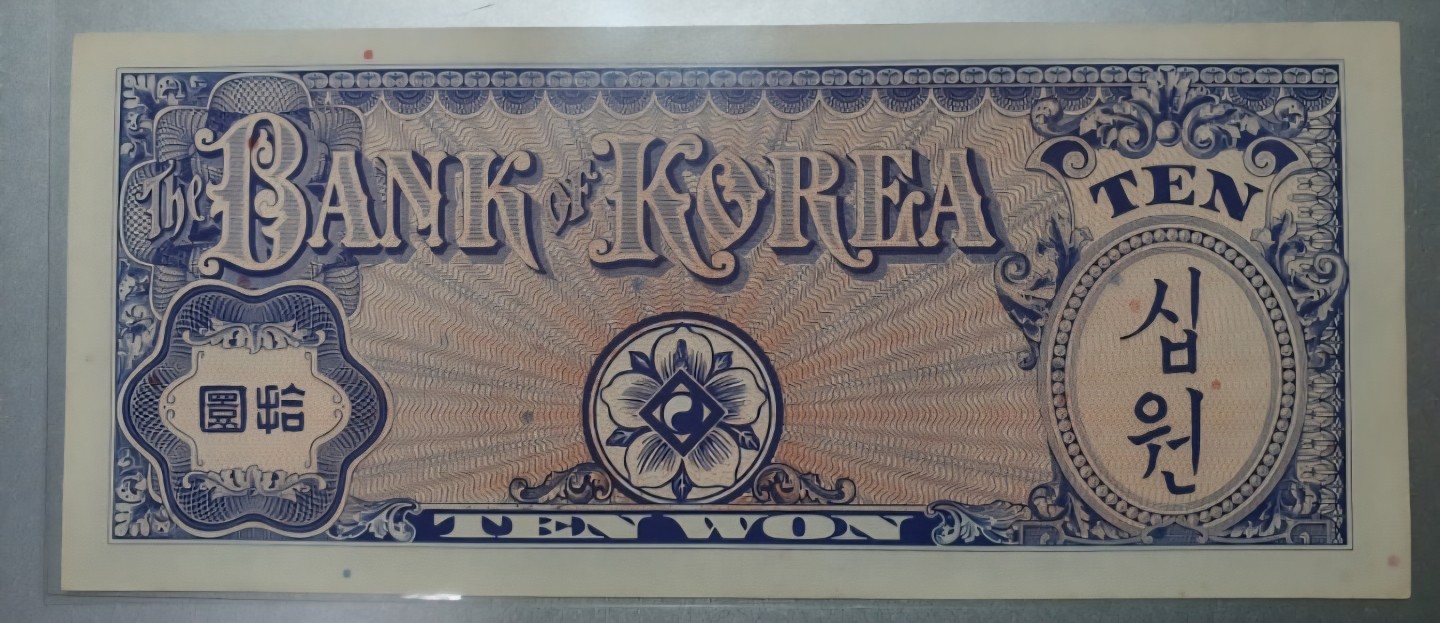 The BANK OF KOREA
TEN
십
원
圓拾
TEN WON